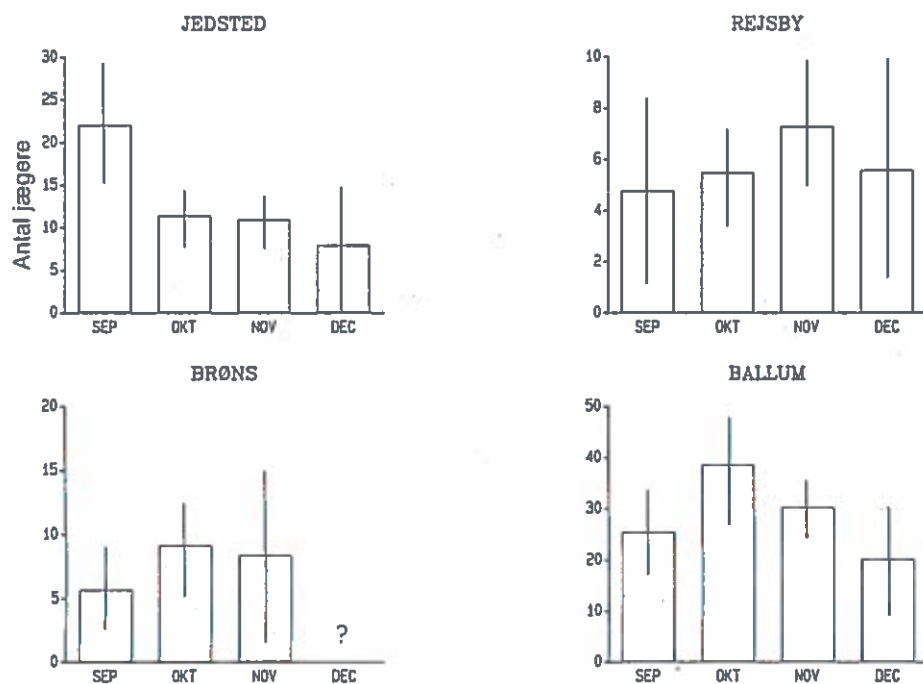 JEDSTED
Antal jægere
30
25
20
15
10
5
0
SEP OKT NOV DEC
REJSBY
10
8
6
4
2
0
SEP OKT NOV DEC
BRØNS
20
15
10
5
0
?
SEP OKT NOV DEC
BALLUM
50
40
30
20
10
0
SEP OKT NOV DEC